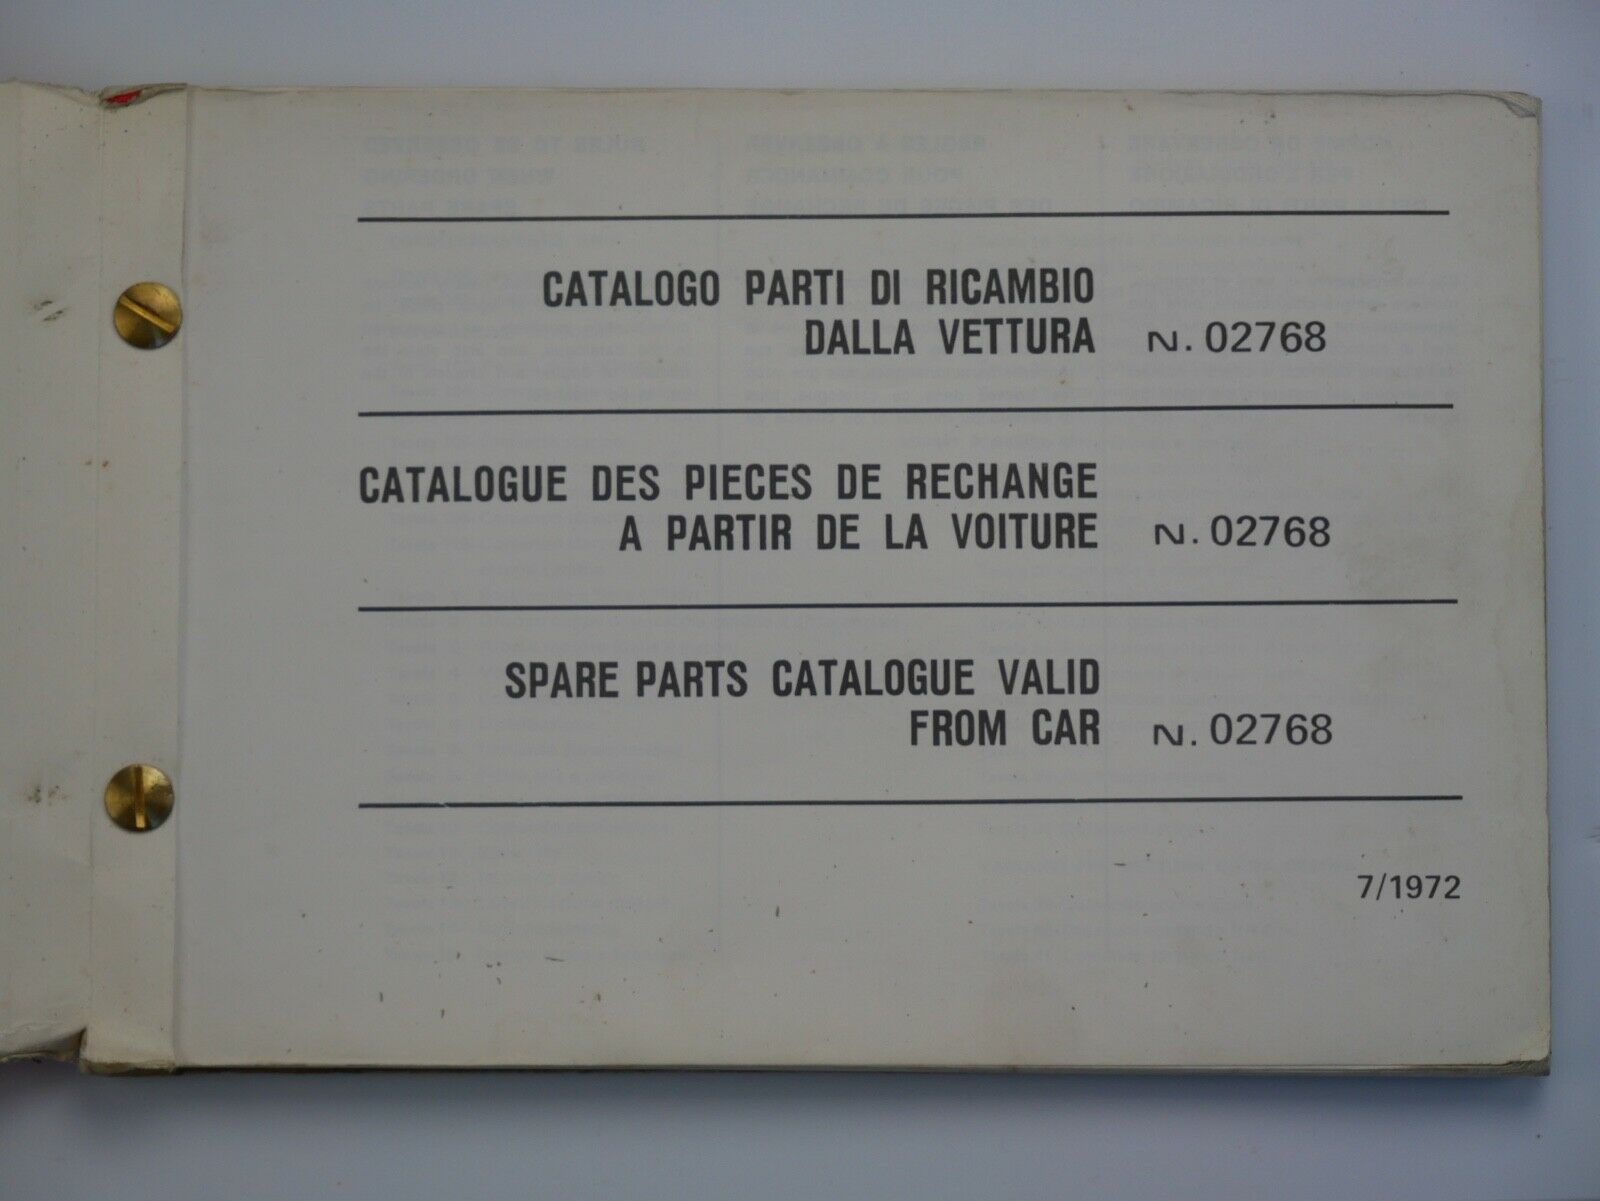 CATALOGO PARTI DI RICAMBIO
DALLA VETTURA N. 02768
CATALOGUE DES PIECES DE RECHANGE
A PARTIR DE LA VOITURE N. 02768
SPARE PARTS CATALOGUE VALID
FROM CAR N. 02768
7/1972